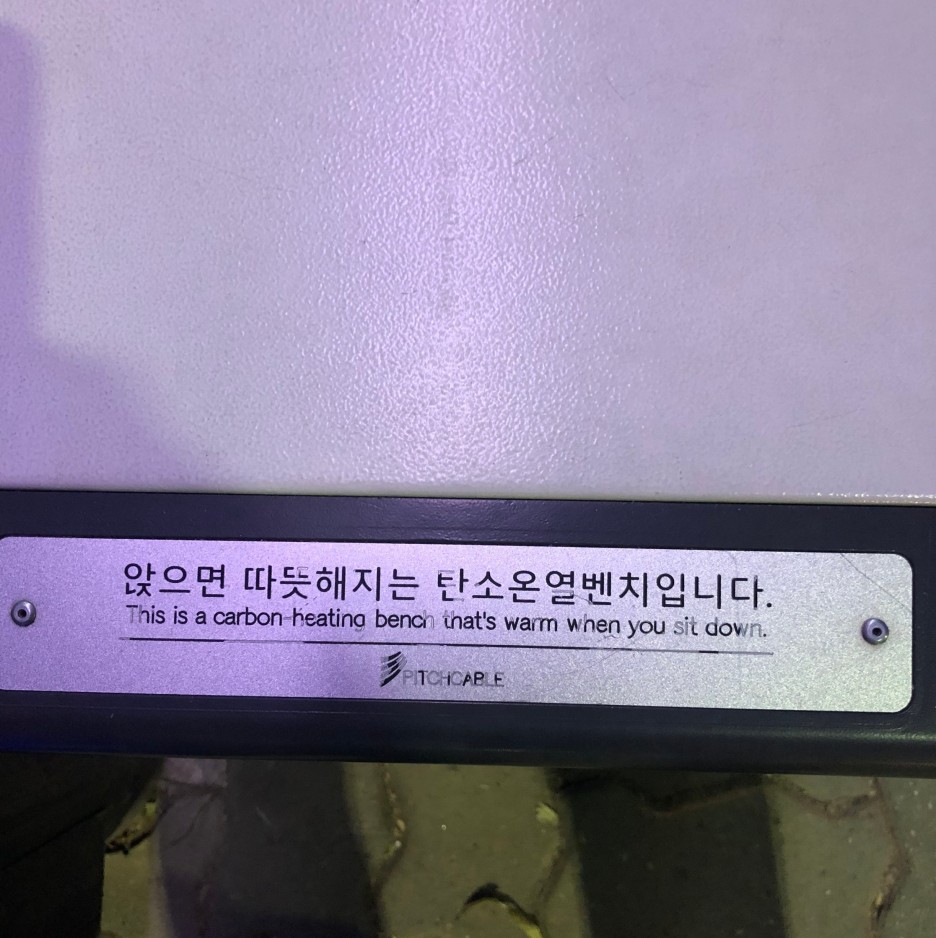 앉으면 따뜻해지는 탄소온열벤치입니다.
This is a carbon-heating bench that's warm when you sit down.
PITCHCABLE